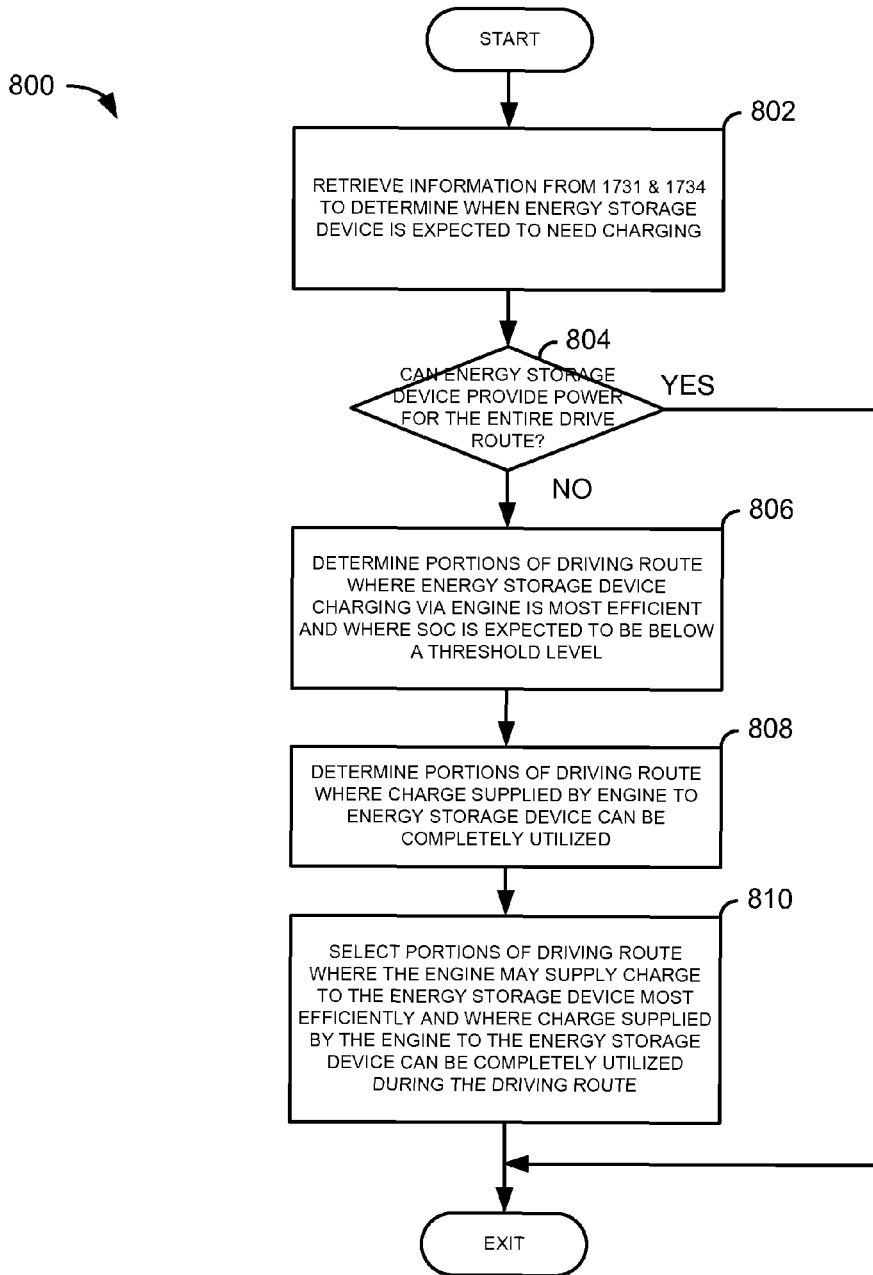 START
800
802
RETRIEVE INFORMATION FROM 1731 & 1734
TO DETERMINE WHEN ENERGY STORAGE
DEVICE IS EXPECTED TO NEED CHARGING
804
CAN ENERGY STORAGE
DEVICE PROVIDE POWER
FOR THE ENTIRE DRIVE
ROUTE?
YES
NO
806
DETERMINE PORTIONS OF DRIVING ROUTE
WHERE ENERGY STORAGE DEVICE
CHARGING VIA ENGINE IS MOST EFFICIENT
AND WHERE SOC IS EXPECTED TO BE BELOW
A THRESHOLD LEVEL
808
DETERMINE PORTIONS OF DRIVING ROUTE
WHERE CHARGE SUPPLIED BY ENGINE TO
ENERGY STORAGE DEVICE CAN BE
COMPLETELY UTILIZED
810
SELECT PORTIONS OF DRIVING ROUTE
WHERE THE ENGINE MAY SUPPLY CHARGE
TO THE ENERGY STORAGE DEVICE MOST
EFFICIENTLY AND WHERE CHARGE SUPPLIED
BY THE ENGINE TO THE ENERGY STORAGE
DEVICE CAN BE COMPLETELY UTILIZED
DURING THE DRIVING ROUTE
EXIT